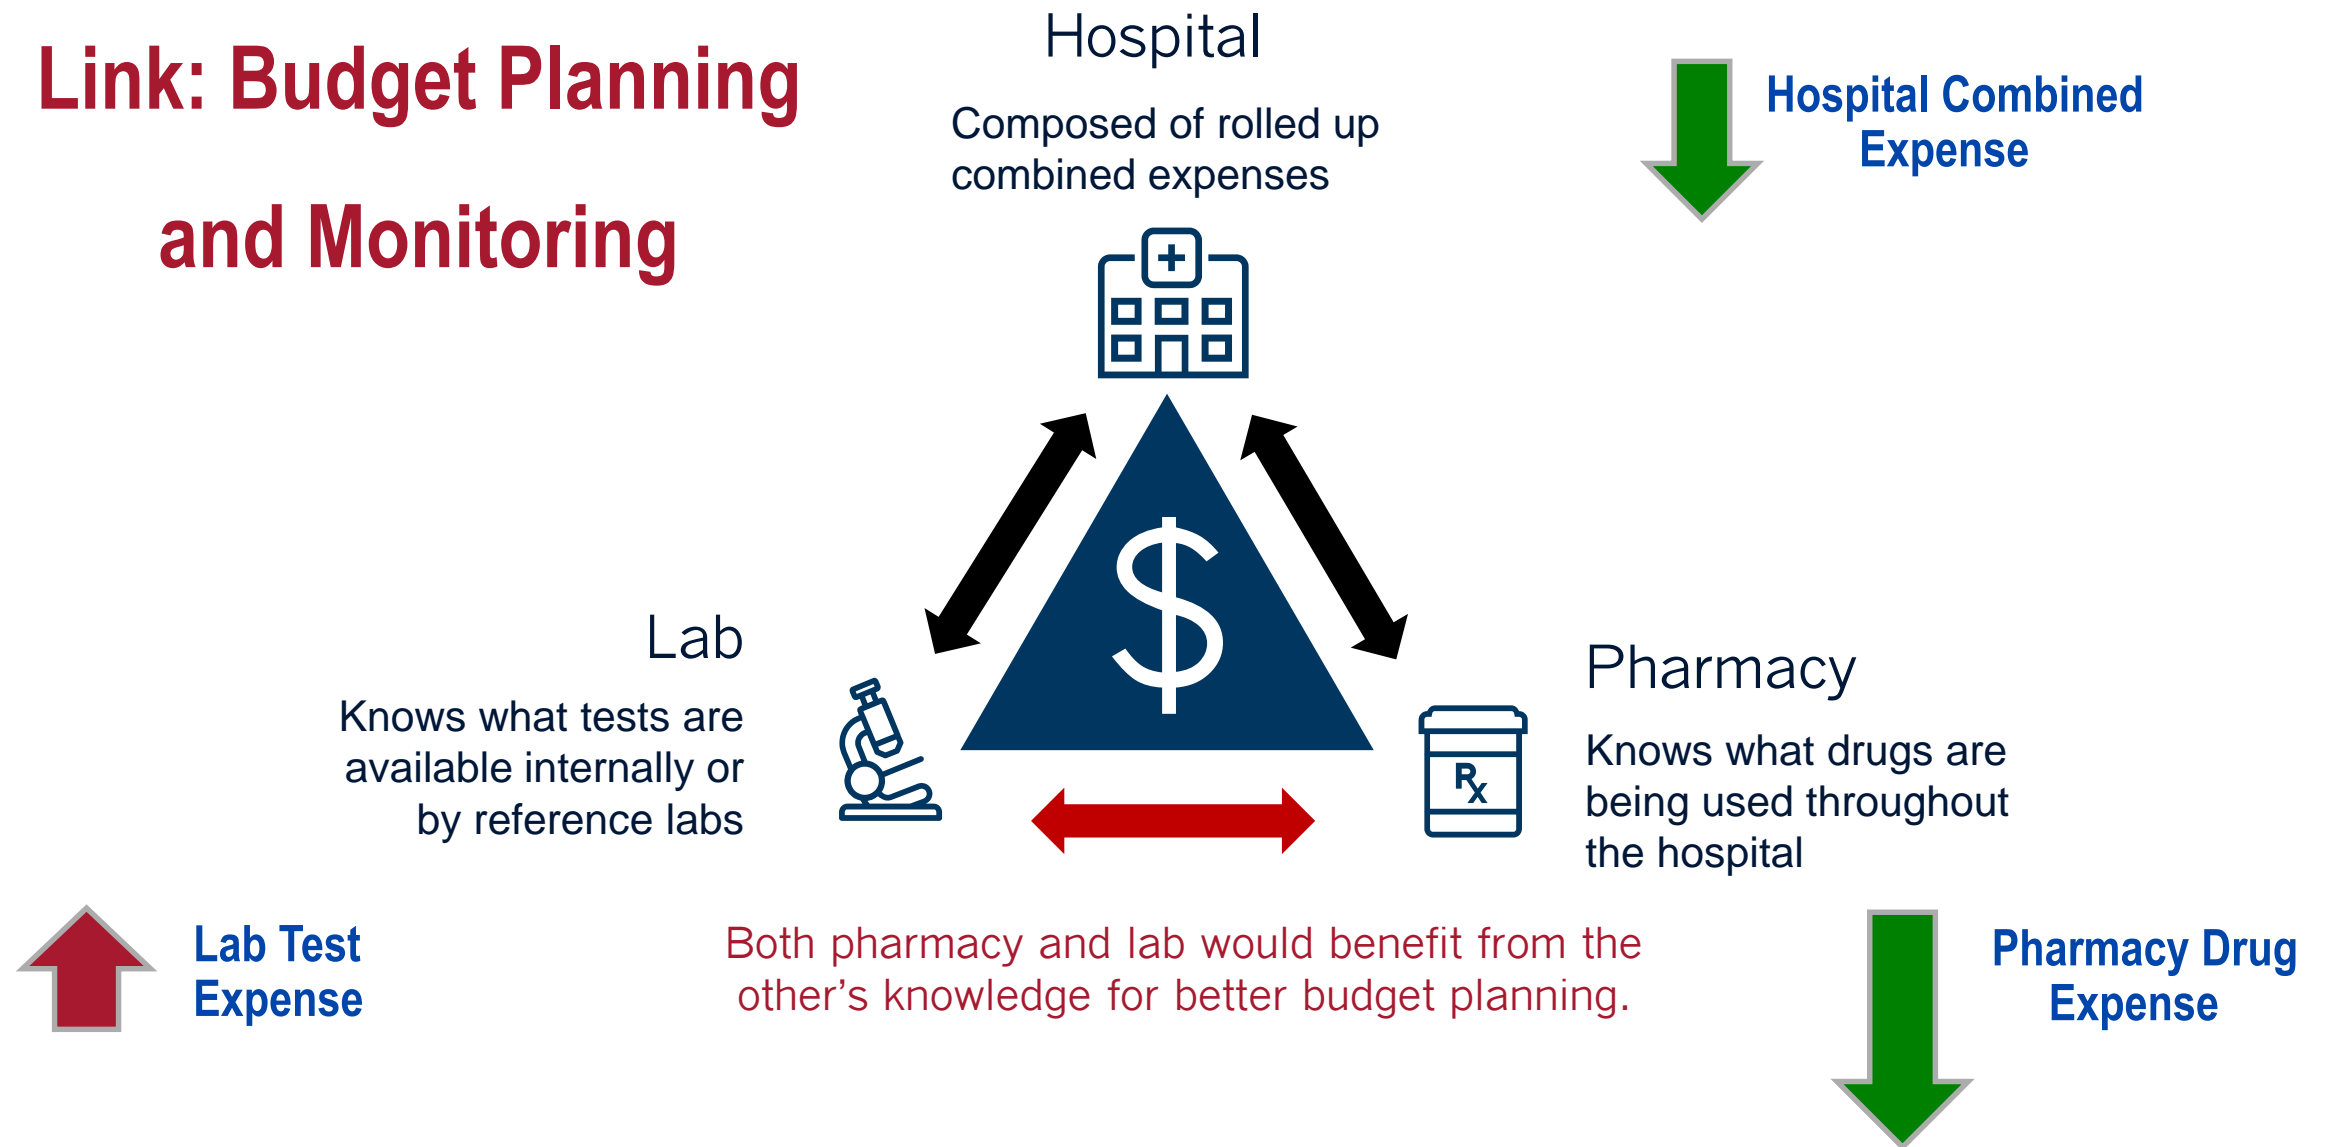 Link: Budget Planning
and Monitoring
Hospital
Composed of rolled up
combined expenses
Hospital Combined
Expense
$
Lab
Knows what tests are
available internally or
by reference labs
Pharmacy
Knows what drugs are
being used throughout
the hospital
Rx
Lab Test
Expense
Both pharmacy and lab would benefit from the
other’s knowledge for better budget planning.
Pharmacy Drug
Expense